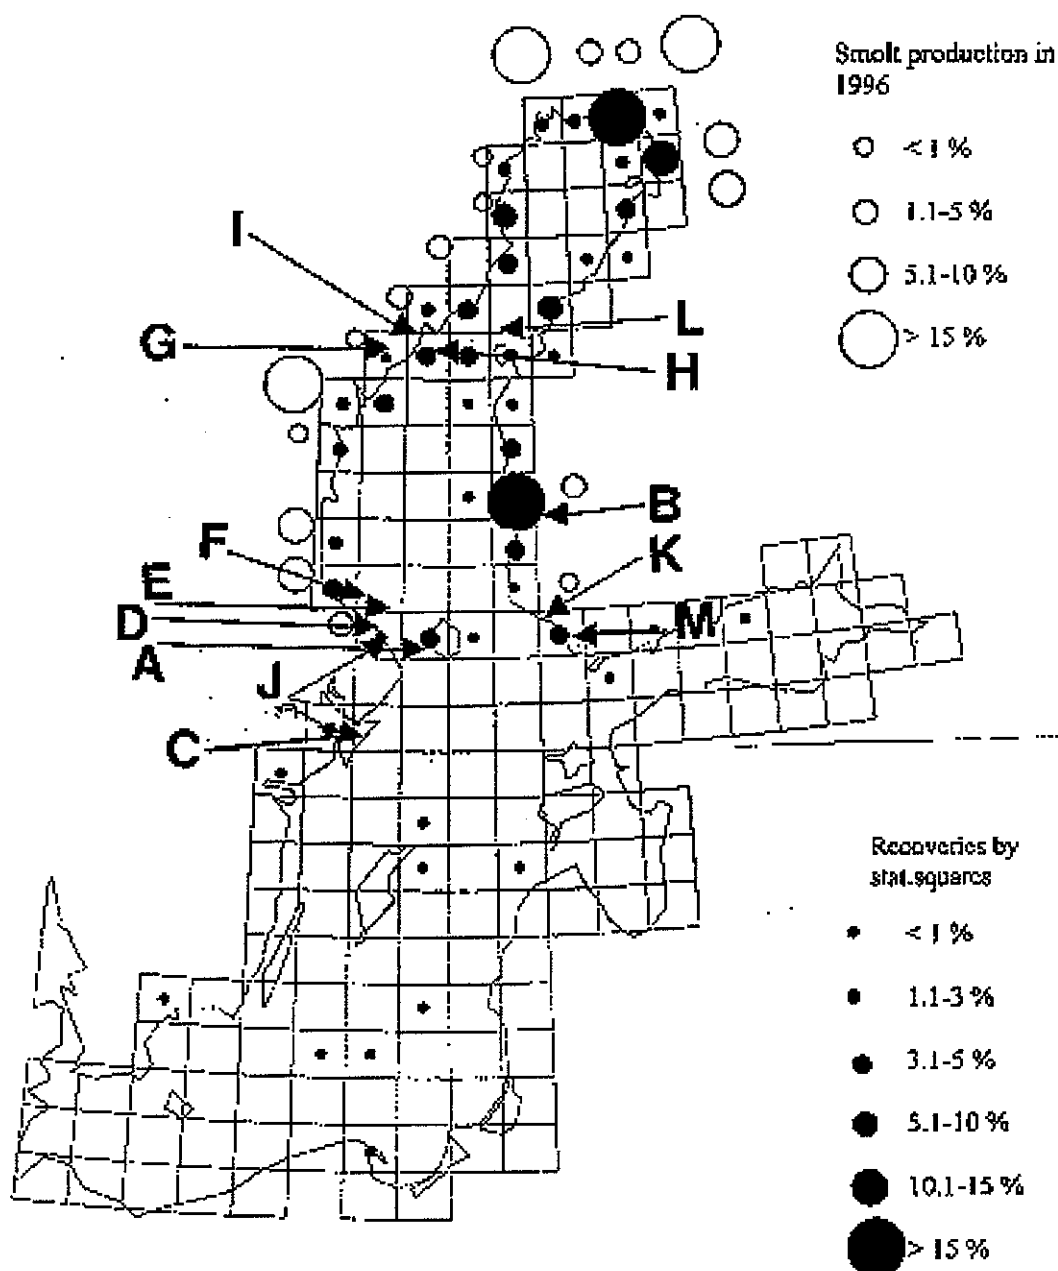 Smolt production in
1996
< 1 %
1.1-5 %
5.1-10 %
> 15 %
I
G
L
H
B
F
E
K
D
M
A
J
C
Recoveries by
stat.squares
< 1 %
1.1-3 %
3.1-5 %
5.1-10 %
10.1-15 %
> 15 %